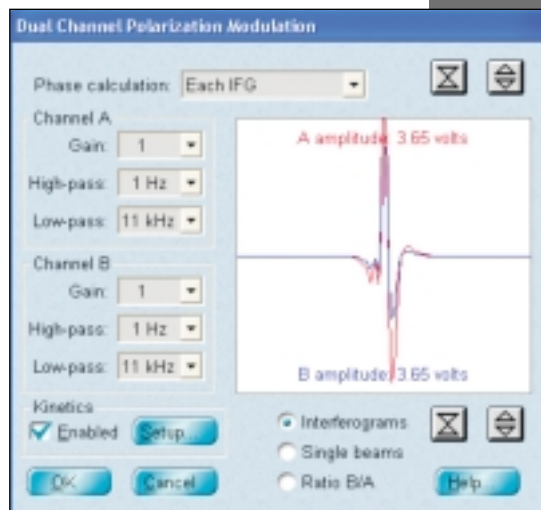 Dual Channel Polarization Modulation
Phase calculation: Each IFG
Channel A
Gain: 1
High-pass: 1 Hz
Low-pass: 11 kHz
A amplitude: 3.65 volts
Channel B
Gain: 1
High-pass: 1 Hz
Low-pass: 11 kHz
B amplitude: 3.65 volts
Kinetics
Enabled Setup...
Interferograms
Single beams
Ratio B/A
OK Cancel Help